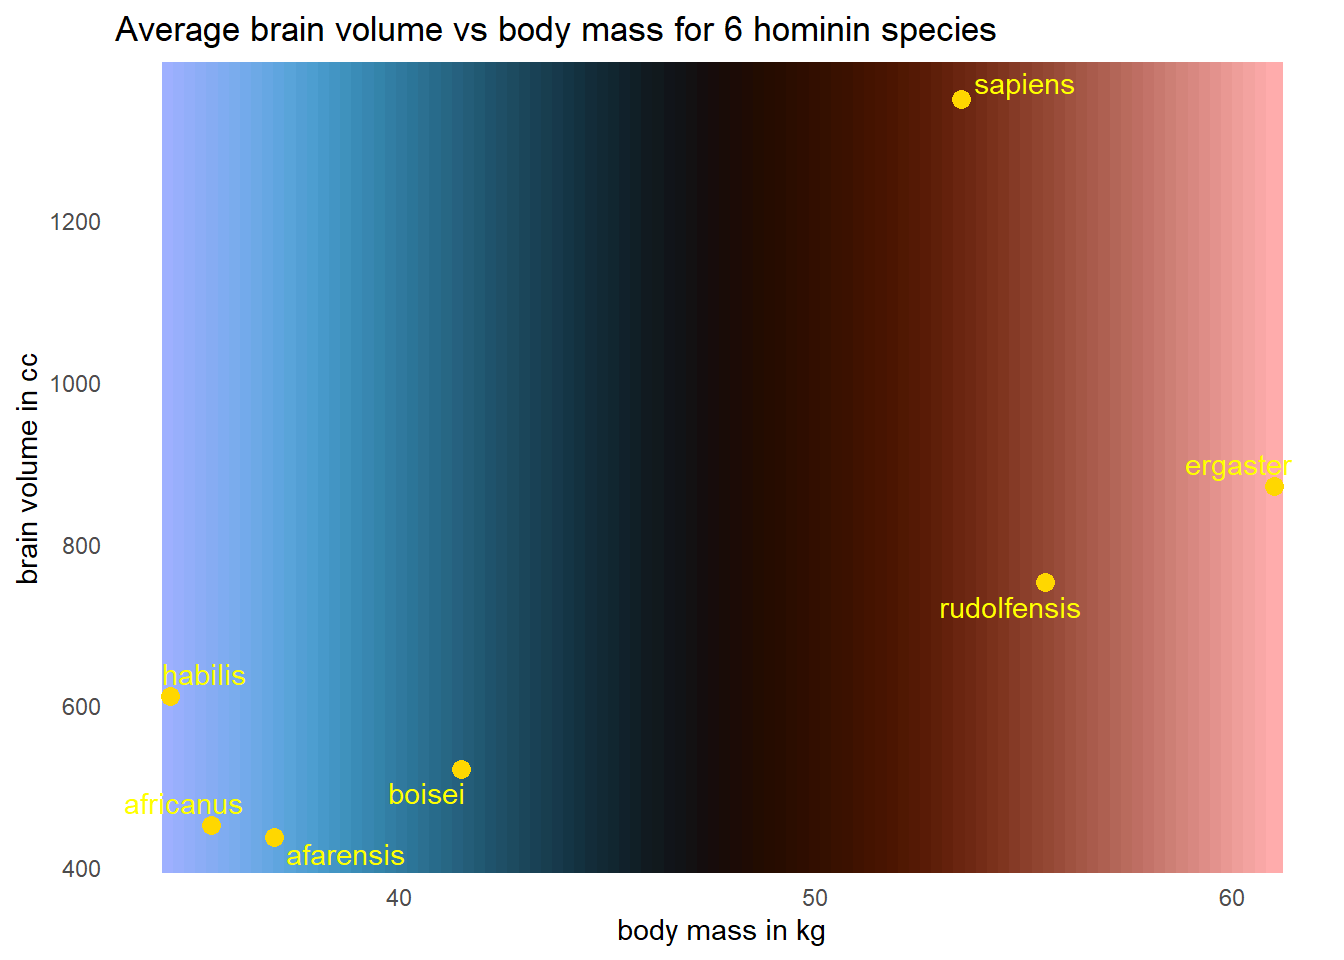 Average brain volume vs body mass for 6 hominin species
sapiens
1200
1000
brain volume in cc
ergaster
800
rudolfensis
habilis
600
boisei
africanus
afarensis
400
40 50 60
body mass in kg